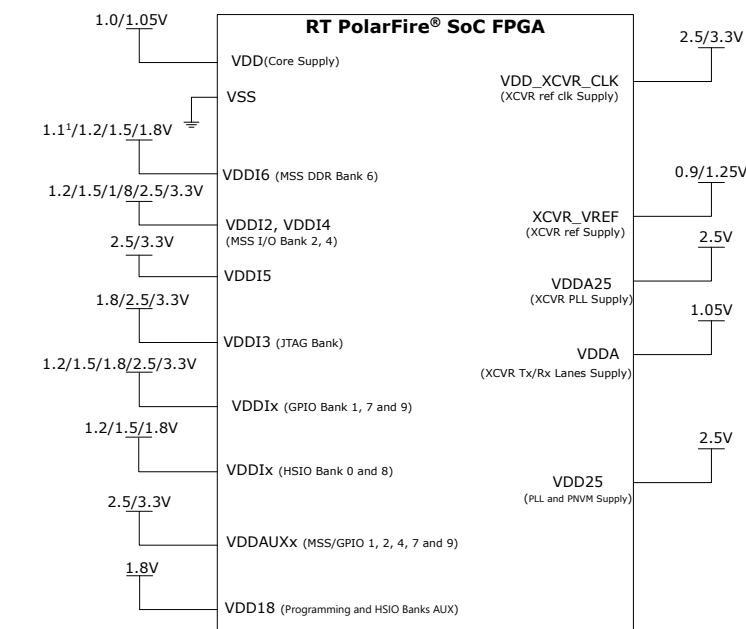 RT PolarFire® SoC FPGA
1.0/1.05V
VDD(Core Supply)
VSS
1.1¹/1.2/1.5/1.8V
VDDI6 (MSS DDR Bank 6)
1.2/1.5/1/8/2.5/3.3V
VDDI2, VDDI4
(MSS I/O Bank 2, 4)
2.5/3.3V
VDDI5
1.8/2.5/3.3V
VDDI3 (JTAG Bank)
1.2/1.5/1.8/2.5/3.3V
VDDIx (GPIO Bank 1, 7 and 9)
1.2/1.5/1.8V
VDDIx (HSIO Bank 0 and 8)
2.5/3.3V
VDDAUXx (MSS/GPIO 1, 2, 4, 7 and 9)
1.8V
VDD18 (Programming and HSIO Banks AUX)
2.5/3.3V
VDD_XCVR_CLK
(XCVR ref clk Supply)
0.9/1.25V
XCVR_VREF
(XCVR ref Supply)
2.5V
VDDA25
(XCVR PLL Supply)
1.05V
VDDA
(XCVR Tx/Rx Lanes Supply)
2.5V
VDD25
(PLL and PNVM Supply)